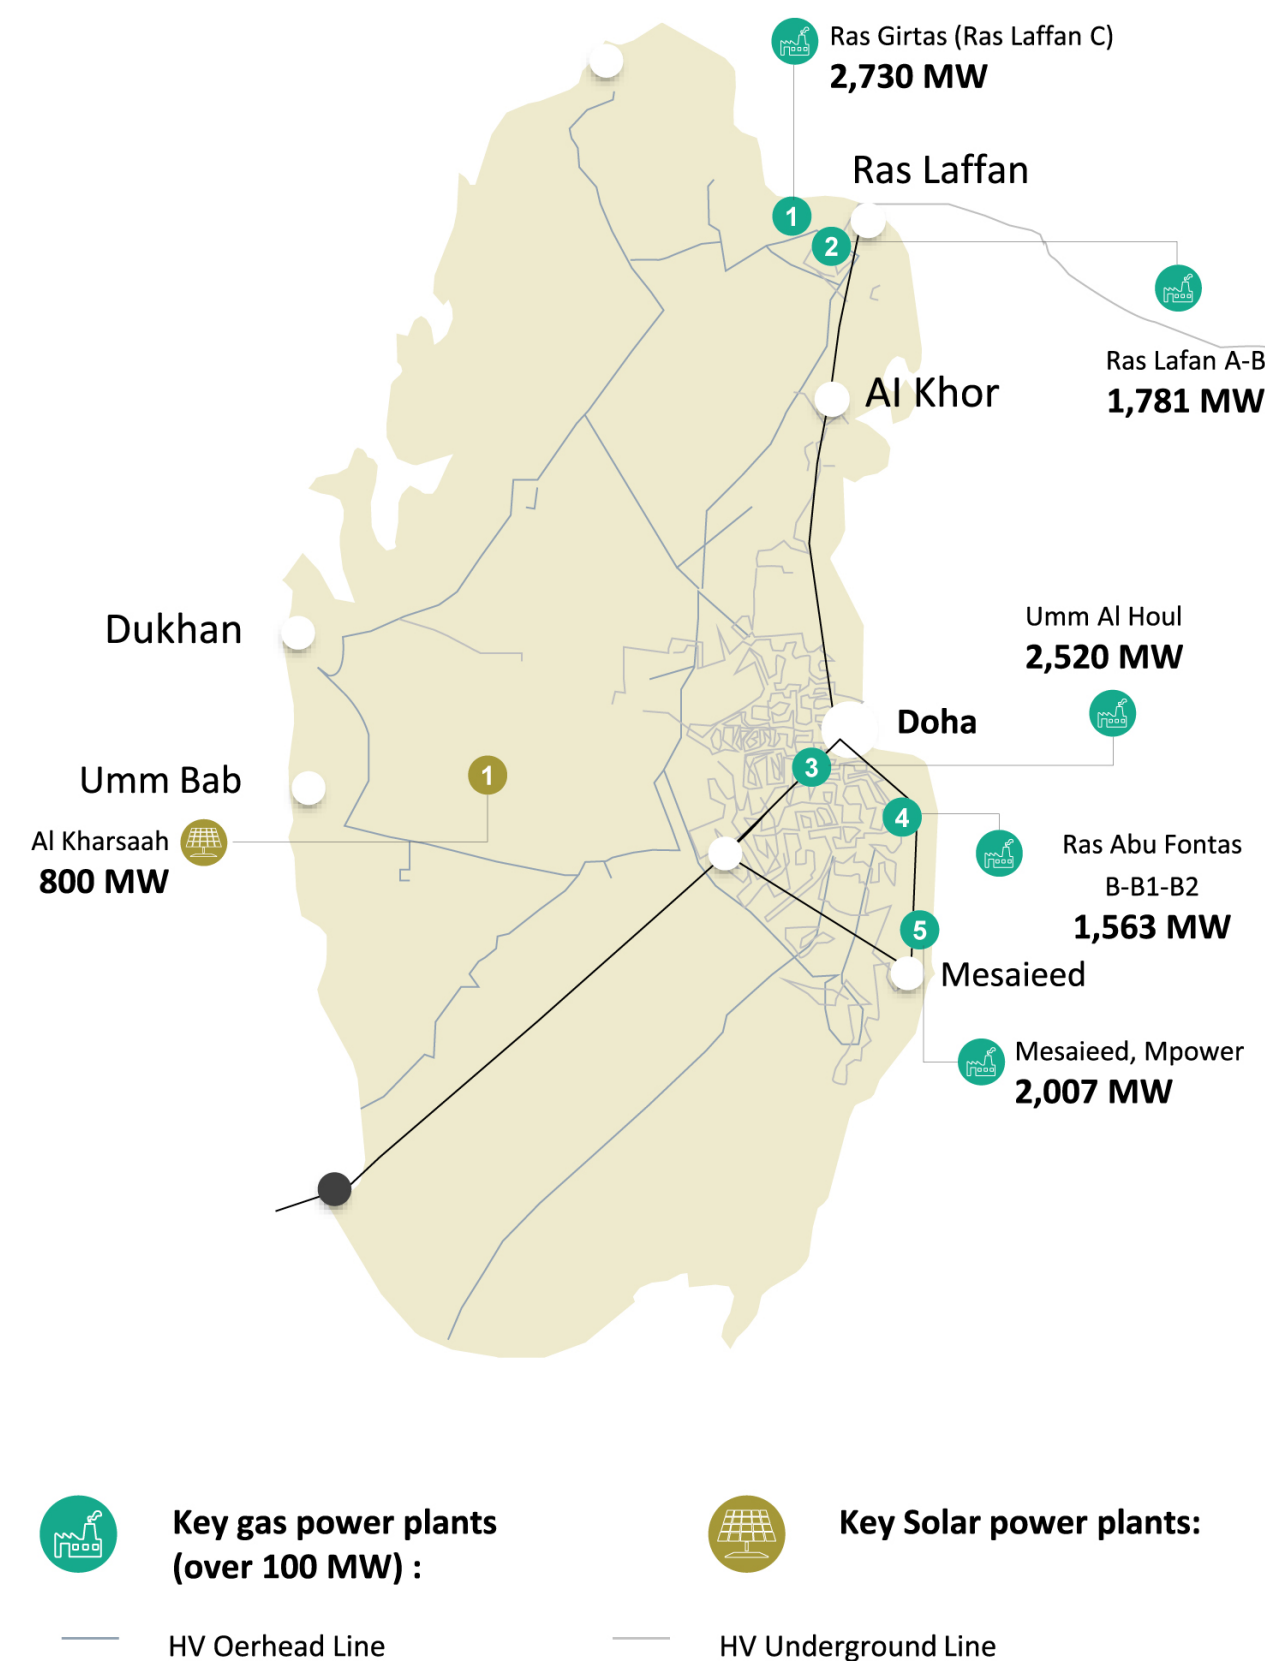 Ras Girtas (Ras Laffan C)
2,730 MW
Ras Laffan
1
2
Ras Lafan A-B
1,781 MW
Al Khor
Dukhan
Umm Al Houl
2,520 MW
Doha
Umm Bab
1
3
Al Kharsaah
800 MW
4
Ras Abu Fontas
B-B1-B2
1,563 MW
5
Mesaieed
Mesaieed, Mpower
2,007 MW
Key gas power plants
(over 100 MW) :
Key Solar power plants:
HV Oerhead Line
HV Underground Line